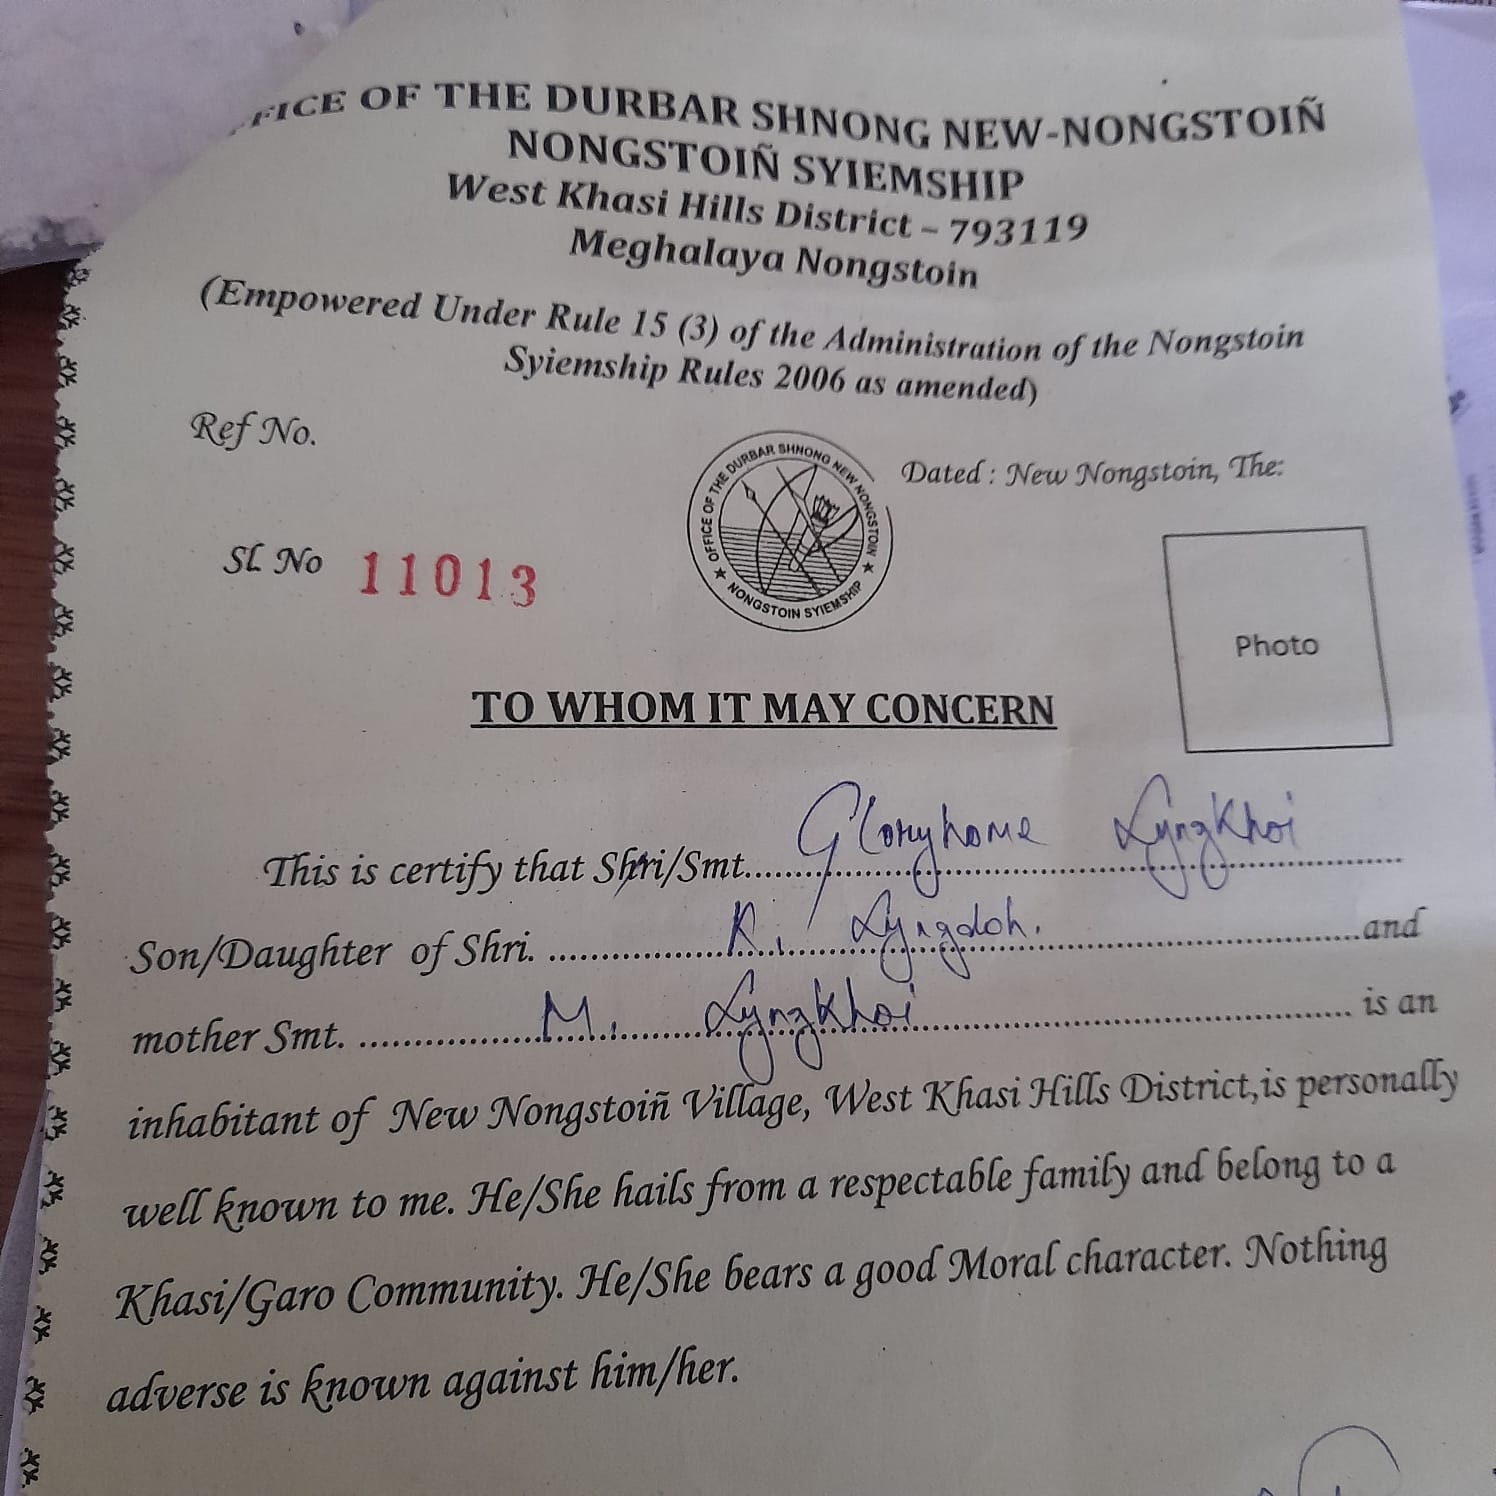 FICE OF THE DURBAR SHNONG NEW-NONGSTOIÑ
NONGSTOIÑ SYIEMSHIP
West Khasi Hills District – 793119
Meghalaya Nongstoin
(Empowered Under Rule 15 (3) of the Administration of the Nongstoin
Syiemship Rules 2006 as amended)
Ref No.
OFFICE OF THE DURBAR SHNONG NEW NONGSTOIN
★ NONGSTOIN SYIEMSHIP ★
Dated : New Nongstoin, The:
Sl. No 11013
Photo
TO WHOM IT MAY CONCERN
This is certify that Shri/Smt. Gloryhome Lyngkhoi
Son/Daughter of Shri. R. Lyngdoh. and
mother Smt. M. Lyngkhoi is an
inhabitant of New Nongstoiñ Village, West Khasi Hills District,is personally
well known to me. He/She hails from a respectable family and belong to a
Khasi/Garo Community. He/She bears a good Moral character. Nothing
adverse is known against him/her.